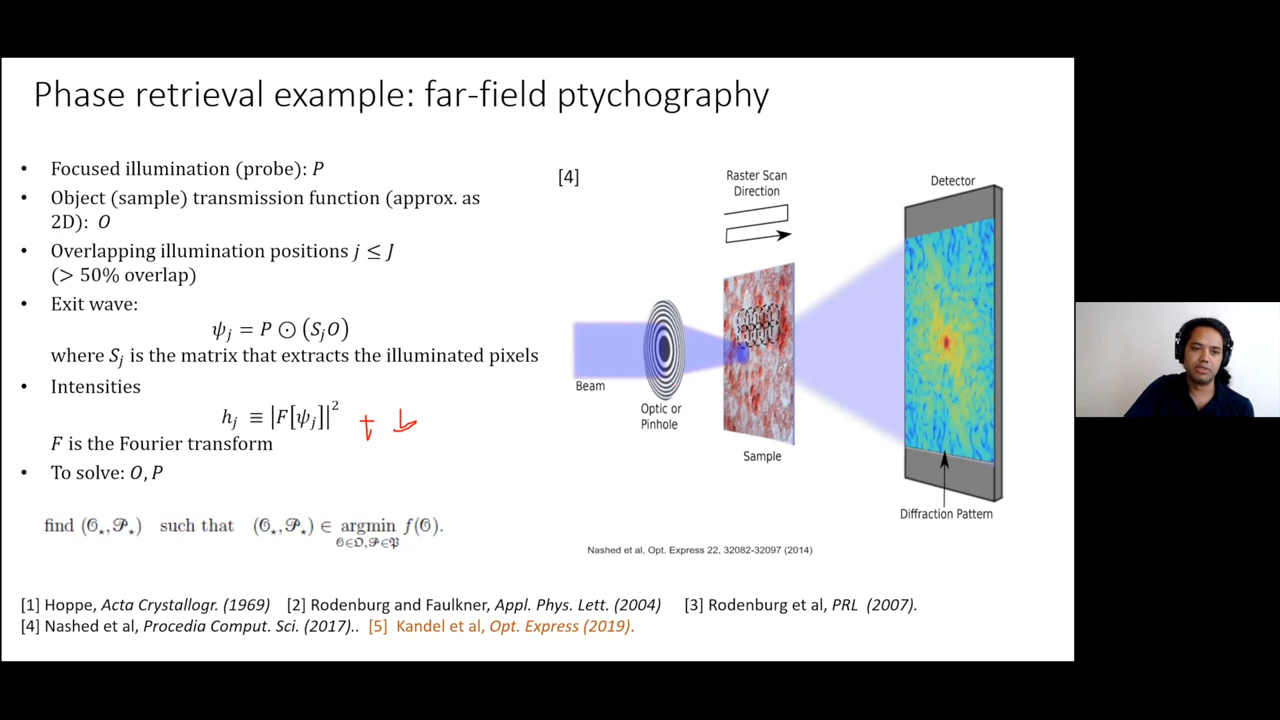 Phase retrieval example: far-field ptychography
• Focused illumination (probe): P
• Object (sample) transmission function (approx. as
2D): O
• Overlapping illumination positions j ≤ J
(> 50% overlap)
• Exit wave:
ψⱼ = P ⊙ (SⱼO)
where Sⱼ is the matrix that extracts the illuminated pixels
• Intensities
hⱼ ≡ |F[ψⱼ]|² + b
F is the Fourier transform
• To solve: O, P
find (𝒪⋆, 𝒫⋆) such that (𝒪⋆, 𝒫⋆) ∈ argmin f(𝒪).
𝒪∈𝔒,𝒫∈𝔓
[4]
Raster Scan
Direction
Detector
Beam
Optic or
Pinhole
Sample
Diffraction Pattern
Nashed et al, Opt. Express 22, 32082-32097 (2014)
[1] Hoppe, Acta Crystallogr. (1969) [2] Rodenburg and Faulkner, Appl. Phys. Lett. (2004) [3] Rodenburg et al, PRL (2007).
[4] Nashed et al, Procedia Comput. Sci. (2017).. [5] Kandel et al, Opt. Express (2019).